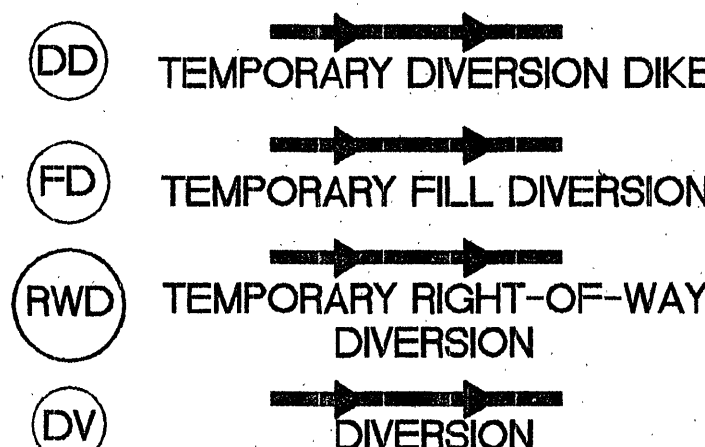 DD TEMPORARY DIVERSION DIKE
FD TEMPORARY FILL DIVERSION
RWD TEMPORARY RIGHT-OF-WAY
DIVERSION
DV DIVERSION